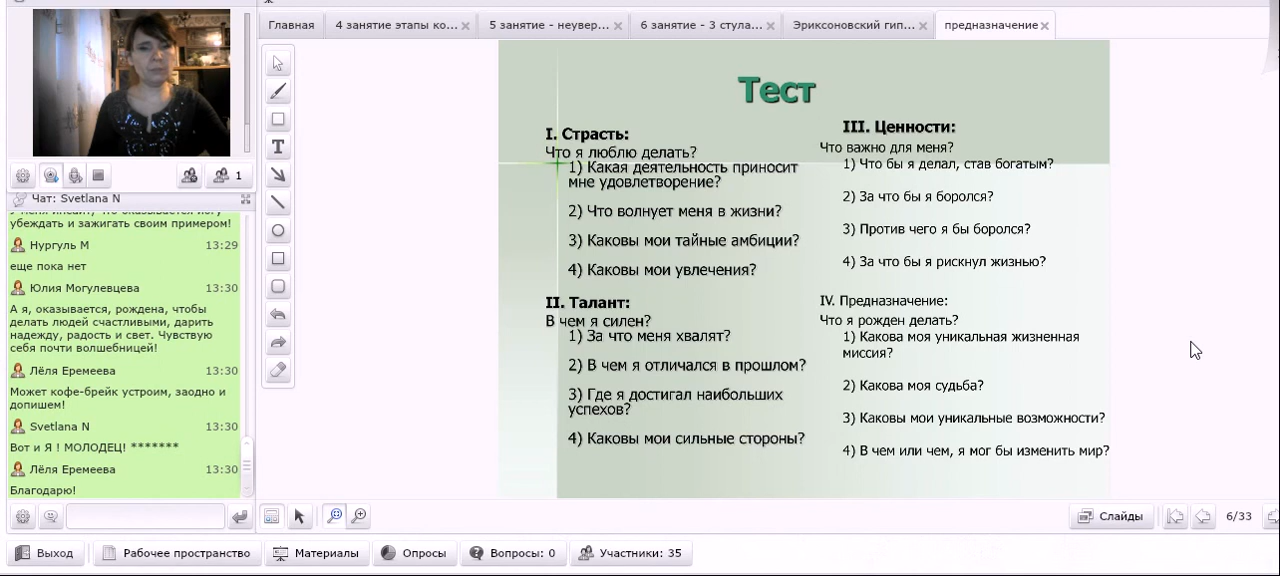 Главная
4 занятие этапы ко...
5 занятие - неувер...
6 занятие - 3 стула...
Эриксоновский гип...
предназначение
1
Чат: Svetlana N
убеждать и зажигать своим примером!
Нургуль М 13:29
еще пока нет
Юлия Могулевцева 13:30
А я, оказывается, рождена, чтобы
делать людей счастливыми, дарить
надежду, радость и свет. Чувствую
себя почти волшебницей!
Лёля Еремеева 13:30
Может кофе-брейк устроим, заодно и
допишем!
Svetlana N 13:30
Вот и Я ! МОЛОДЕЦ! *******
Лёля Еремеева 13:30
Благодарю!
T
Тест
I. Страсть:
Что я люблю делать?
1) Какая деятельность приносит
мне удовлетворение?
2) Что волнует меня в жизни?
3) Каковы мои тайные амбиции?
4) Каковы мои увлечения?
II. Талант:
В чем я силен?
1) За что меня хвалят?
2) В чем я отличался в прошлом?
3) Где я достигал наибольших
успехов?
4) Каковы мои сильные стороны?
III. Ценности:
Что важно для меня?
1) Что бы я делал, став богатым?
2) За что бы я боролся?
3) Против чего я бы боролся?
4) За что бы я рискнул жизнью?
IV. Предназначение:
Что я рожден делать?
1) Какова моя уникальная жизненная
миссия?
2) Какова моя судьба?
3) Каковы мои уникальные возможности?
4) В чем или чем, я мог бы изменить мир?
Слайды
6/33
Выход
Рабочее пространство
Материалы
Опросы
Вопросы: 0
Участники: 35